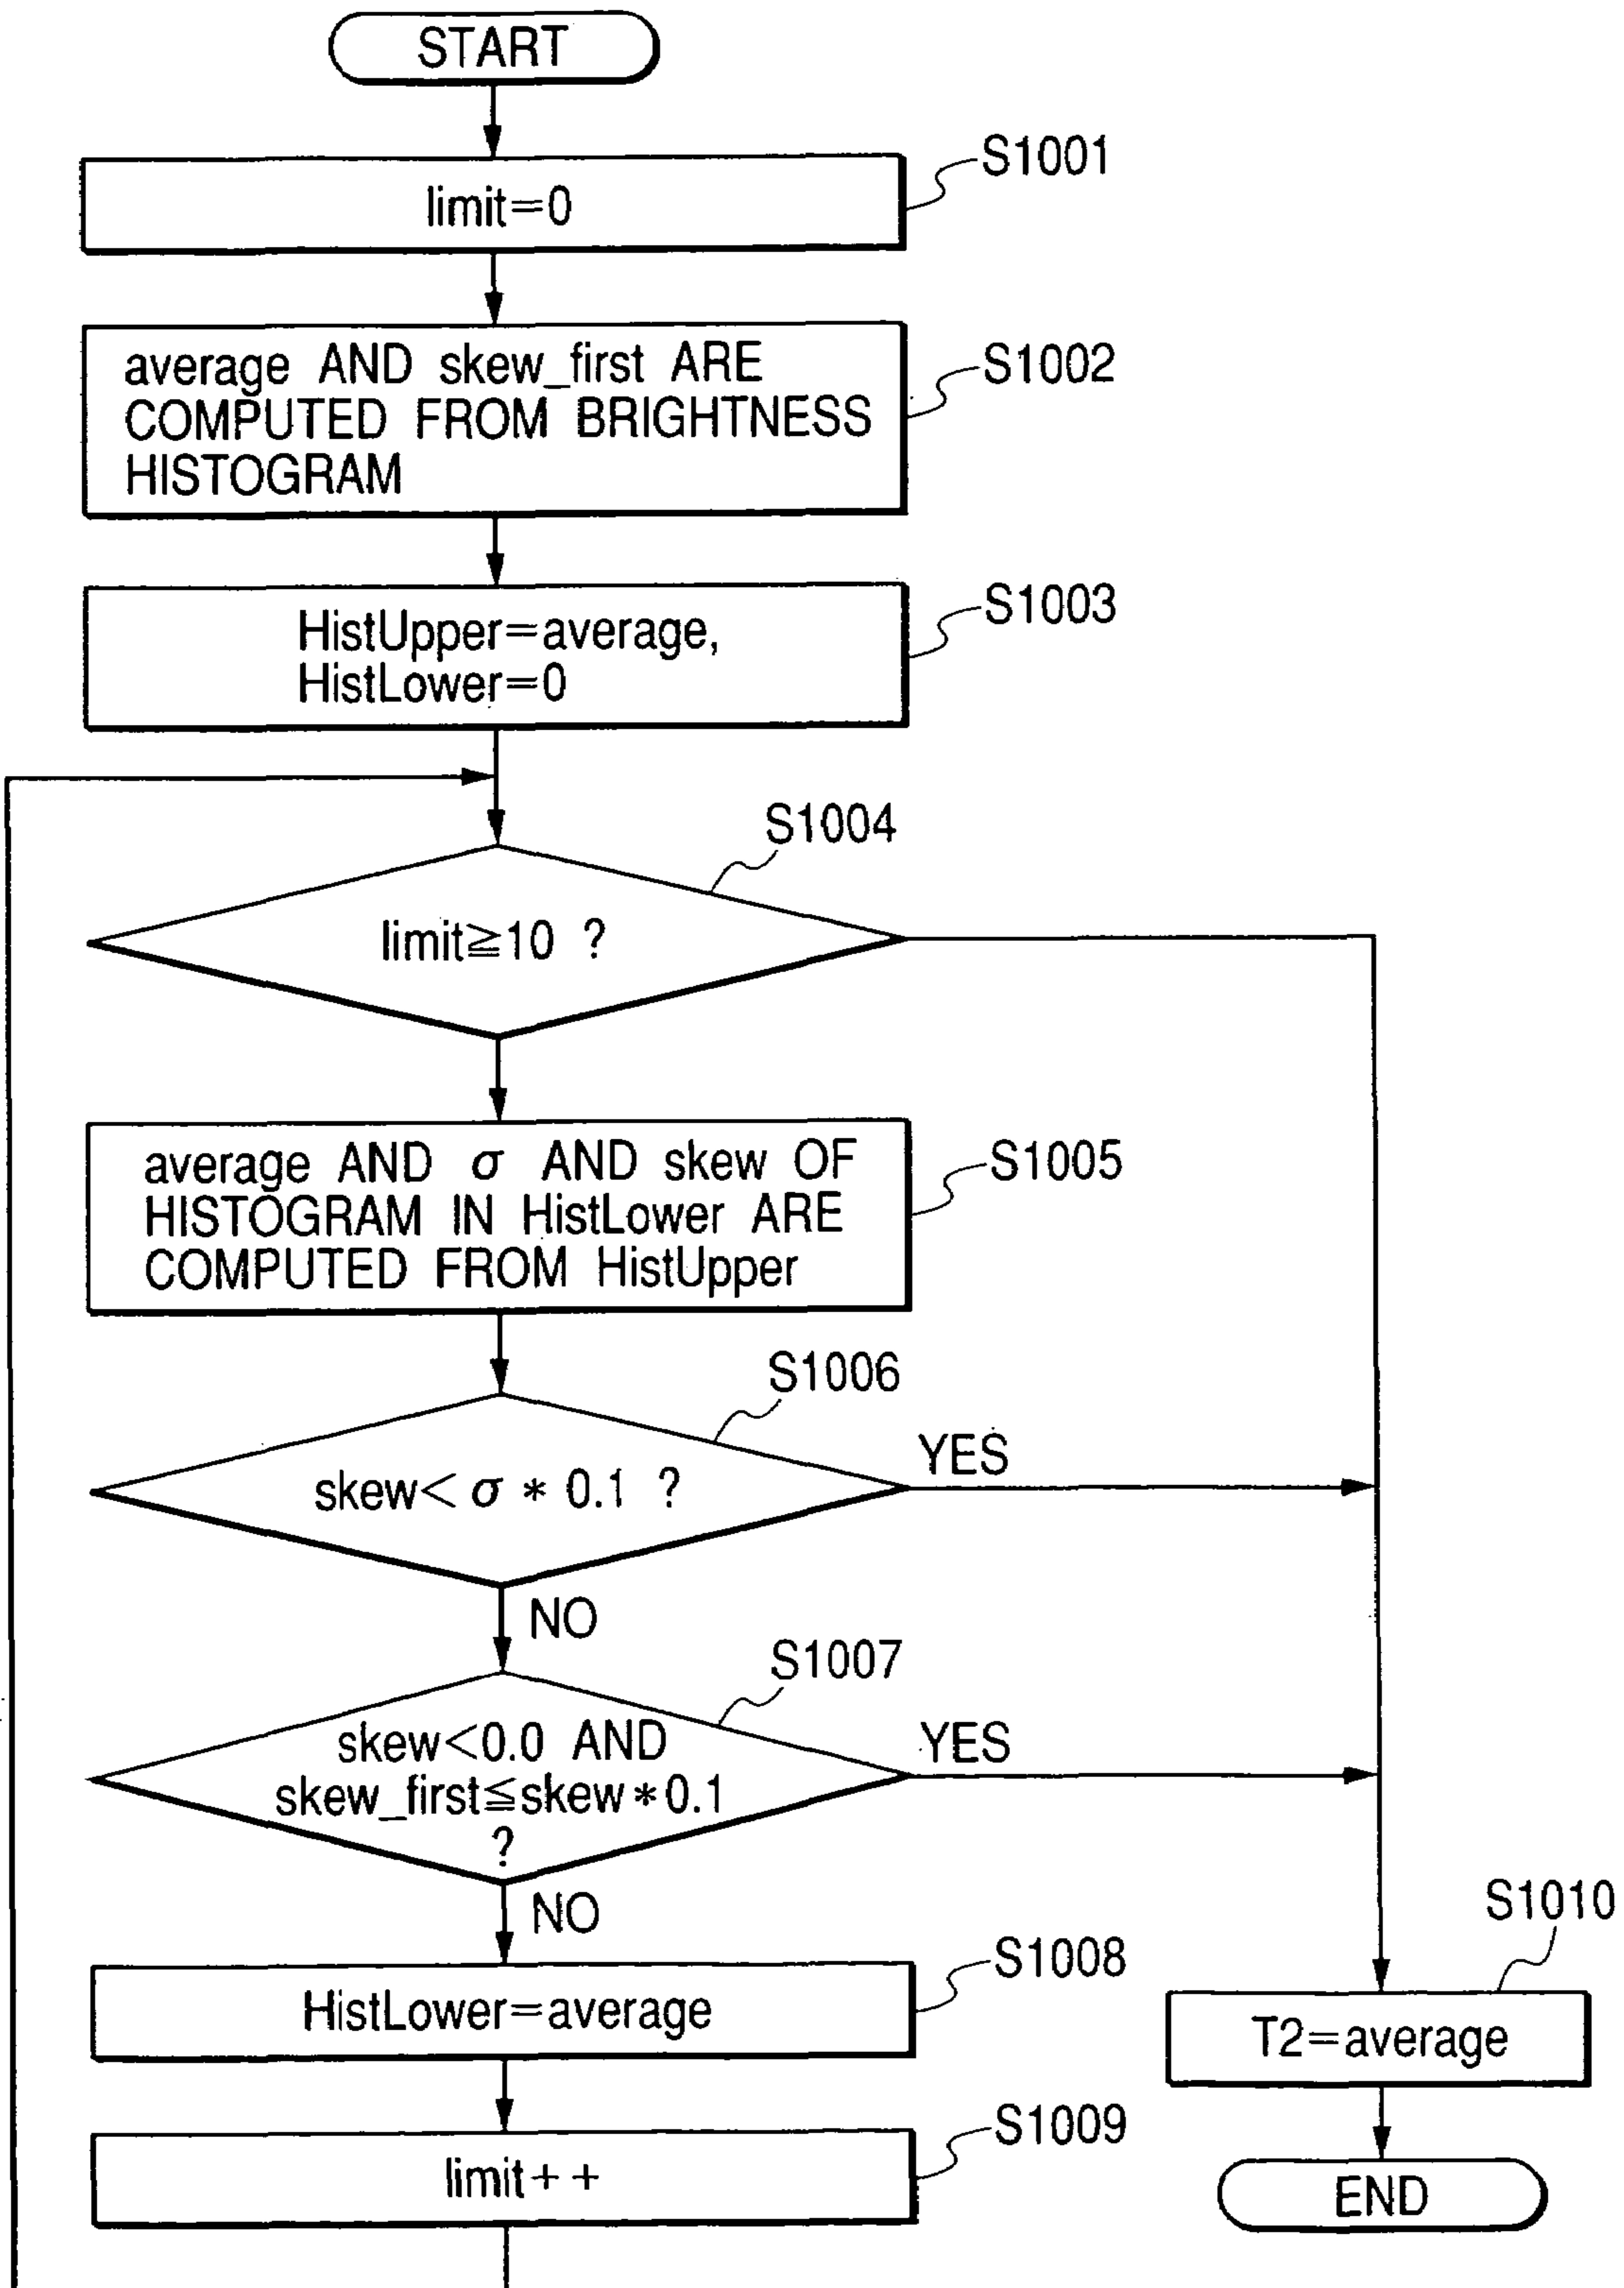 START
S1001
limit=0
S1002
average AND skew_first ARE
COMPUTED FROM BRIGHTNESS
HISTOGRAM
S1003
HistUpper=average,
HistLower=0
S1004
limit≧10 ?
S1005
average AND σ AND skew OF
HISTOGRAM IN HistLower ARE
COMPUTED FROM HistUpper
S1006
skew< σ * 0.1 ?
YES
NO
S1007
skew<0.0 AND
skew_first≦skew*0.1
?
YES
NO
S1008
HistLower=average
S1010
T2=average
S1009
limit++
END